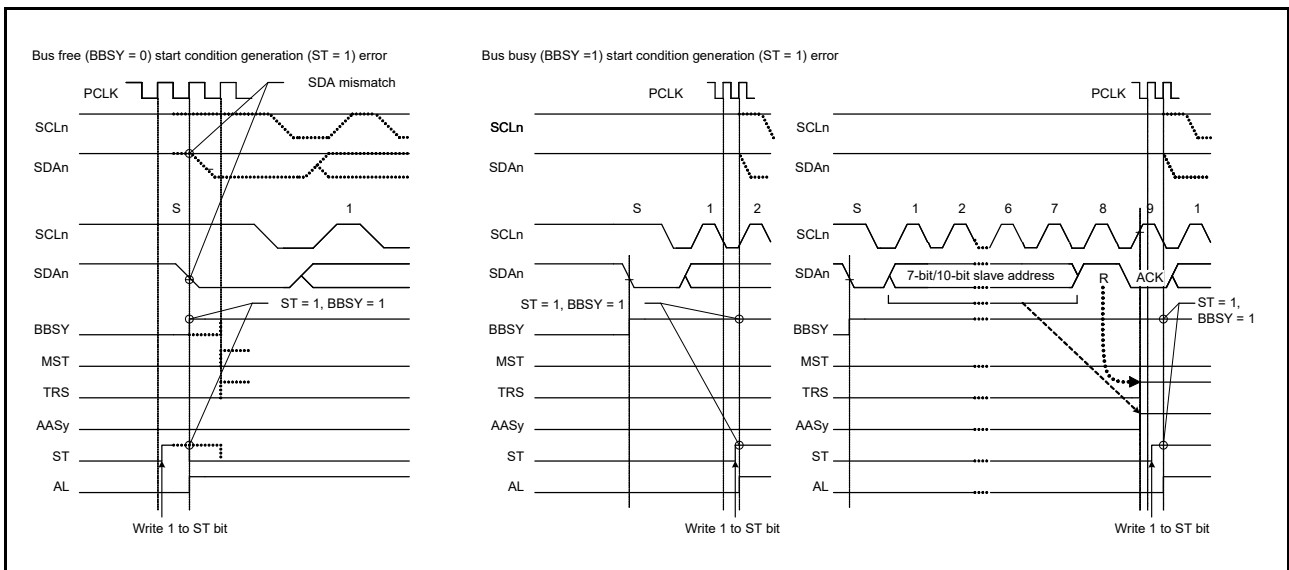 Bus free (BBSY = 0) start condition generation (ST = 1) error
PCLK
SDA mismatch
SCLn
SDAn
S 1
SCLn
SDAn
ST = 1, BBSY = 1
BBSY
MST
TRS
AASy
ST
AL
Write 1 to ST bit
Bus busy (BBSY =1) start condition generation (ST = 1) error
PCLK
SCLn
SDAn
S 1 2
SCLn
SDAn
ST = 1, BBSY = 1
BBSY
MST
TRS
AASy
ST
AL
Write 1 to ST bit
PCLK
SCLn
SDAn
S 1 2 6 7 8 9 1
SCLn
SDAn
7-bit/10-bit slave address
R
ACK
ST = 1,
BBSY = 1
BBSY
MST
TRS
AASy
ST
AL
Write 1 to ST bit